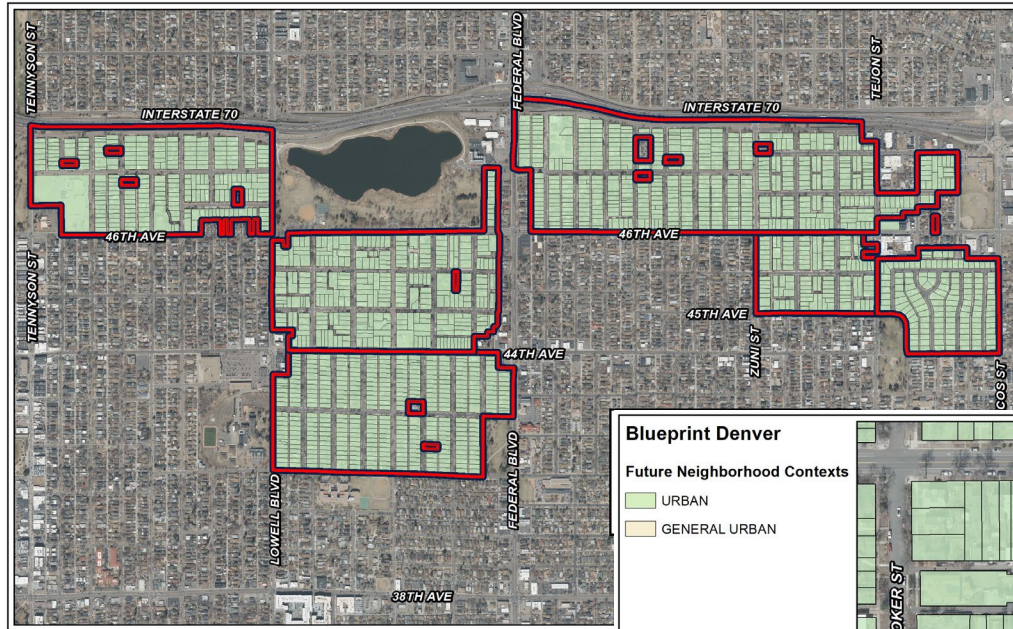 TENNYSON ST
FEDERAL BLVD
TEJON ST
INTERSTATE 70
INTERSTATE 70
46TH AVE
46TH AVE
TENNYSON ST
45TH AVE
ZUNI ST
44TH AVE
COS ST
LOWELL BLVD
FEDERAL BLVD
38TH AVE
Blueprint Denver
Future Neighborhood Contexts
URBAN
GENERAL URBAN
OKER ST